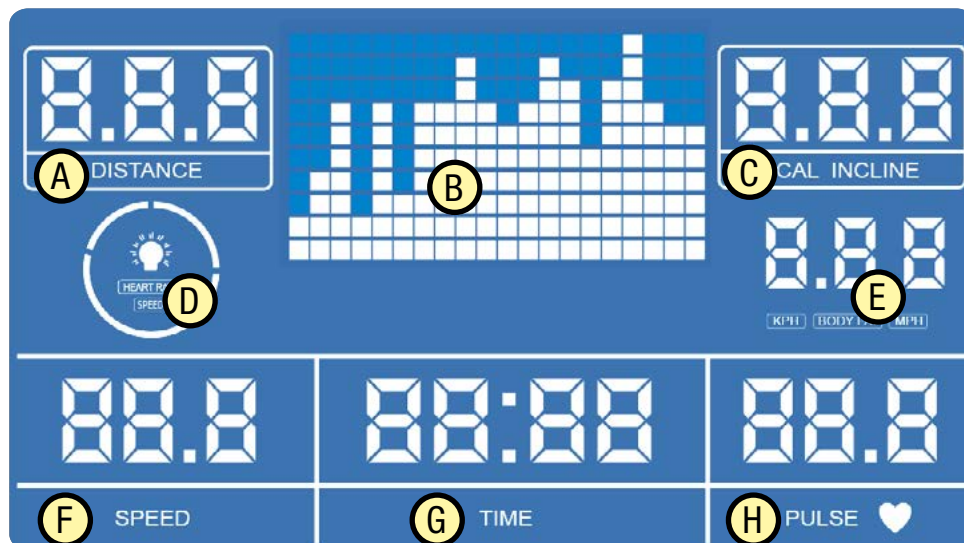 8.8.8
8.8.8
A DISTANCE
B
C CAL INCLINE
HEART
D
SPEED
8.8.8
E
KPH BODY MPH
88.8
88:88
88.8
F SPEED
G TIME
H PULSE